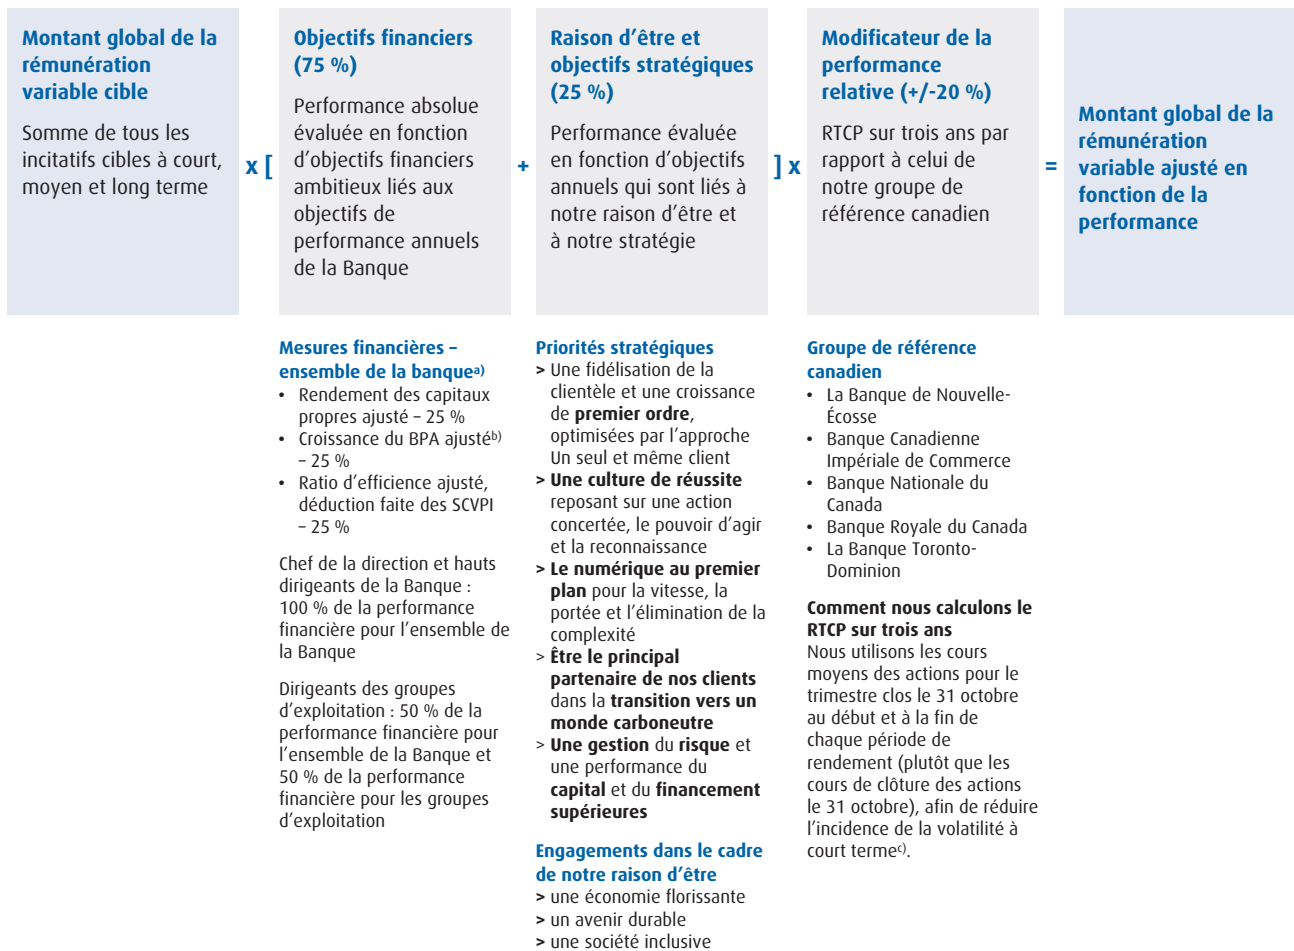 Montant global de la
rémunération
variable cible
Somme de tous les
incitatifs cibles à court,
moyen et long terme
x [
Objectifs financiers
(75 %)
Performance absolue
évaluée en fonction
d’objectifs financiers
ambitieux liés aux
objectifs de
performance annuels
de la Banque
+
Raison d’être et
objectifs stratégiques
(25 %)
Performance évaluée
en fonction d’objectifs
annuels qui sont liés à
notre raison d’être et
à notre stratégie
] x
Modificateur de la
performance
relative (+/-20 %)
RTCP sur trois ans par
rapport à celui de
notre groupe de
référence canadien
=
Montant global de la
rémunération
variable ajusté en
fonction de la
performance
Mesures financières –
ensemble de la banquea)
• Rendement des capitaux
propres ajusté – 25 %
• Croissance du BPA ajustéb)
– 25 %
• Ratio d’efficience ajusté,
déduction faite des SCVPI
– 25 %
Chef de la direction et hauts
dirigeants de la Banque :
100 % de la performance
financière pour l’ensemble de
la Banque
Dirigeants des groupes
d’exploitation : 50 % de la
performance financière pour
l’ensemble de la Banque et
50 % de la performance
financière pour les groupes
d’exploitation
Priorités stratégiques
> Une fidélisation de la
clientèle et une croissance
de premier ordre,
optimisées par l’approche
Un seul et même client
> Une culture de réussite
reposant sur une action
concertée, le pouvoir d’agir
et la reconnaissance
> Le numérique au premier
plan pour la vitesse, la
portée et l’élimination de la
complexité
> Être le principal
partenaire de nos clients
dans la transition vers un
monde carboneutre
> Une gestion du risque et
une performance du
capital et du financement
supérieures
Engagements dans le cadre
de notre raison d’être
> une économie florissante
> un avenir durable
> une société inclusive
Groupe de référence
canadien
• La Banque de Nouvelle-
Écosse
• Banque Canadienne
Impériale de Commerce
• Banque Nationale du
Canada
• Banque Royale du Canada
• La Banque Toronto-
Dominion
Comment nous calculons le
RTCP sur trois ans
Nous utilisons les cours
moyens des actions pour le
trimestre clos le 31 octobre
au début et à la fin de
chaque période de
rendement (plutôt que les
cours de clôture des actions
le 31 octobre), afin de réduire
l’incidence de la volatilité à
court termec).